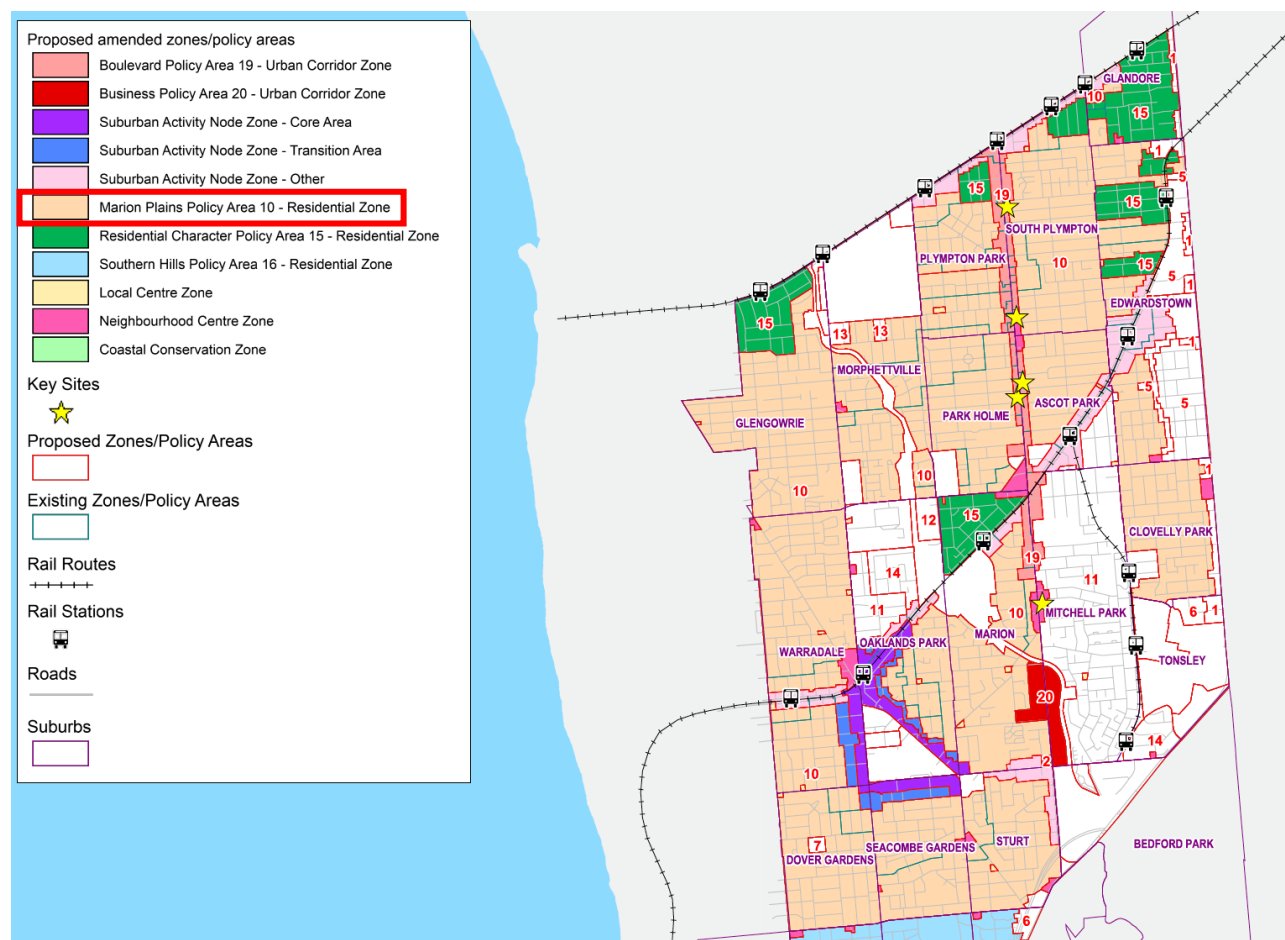 Proposed amended zones/policy areas
Boulevard Policy Area 19 - Urban Corridor Zone
Business Policy Area 20 - Urban Corridor Zone
Suburban Activity Node Zone - Core Area
Suburban Activity Node Zone - Transition Area
Suburban Activity Node Zone - Other
Marion Plains Policy Area 10 - Residential Zone
Residential Character Policy Area 15 - Residential Zone
Southern Hills Policy Area 16 - Residential Zone
Local Centre Zone
Neighbourhood Centre Zone
Coastal Conservation Zone
Key Sites
Proposed Zones/Policy Areas
Existing Zones/Policy Areas
Rail Routes
Rail Stations
Roads
Suburbs
1
GLANDORE
10
15
1
5
15
19
15
SOUTH PLYMPTON
1
PLYMPTON PARK
10
15
5
1
EDWARDSTOWN
15
13
13
1
MORPHETTVILLE
5
5
ASCOT PARK
PARK HOLME
GLENGOWRIE
10
1
10
12
15
CLOVELLY PARK
19
14
11
11
10
6
1
MITCHELL PARK
MARION
OAKLANDS PARK
WARRADALE
TONSLEY
20
14
2
10
7
SEACOMBE GARDENS
STURT
BEDFORD PARK
DOVER GARDENS
6